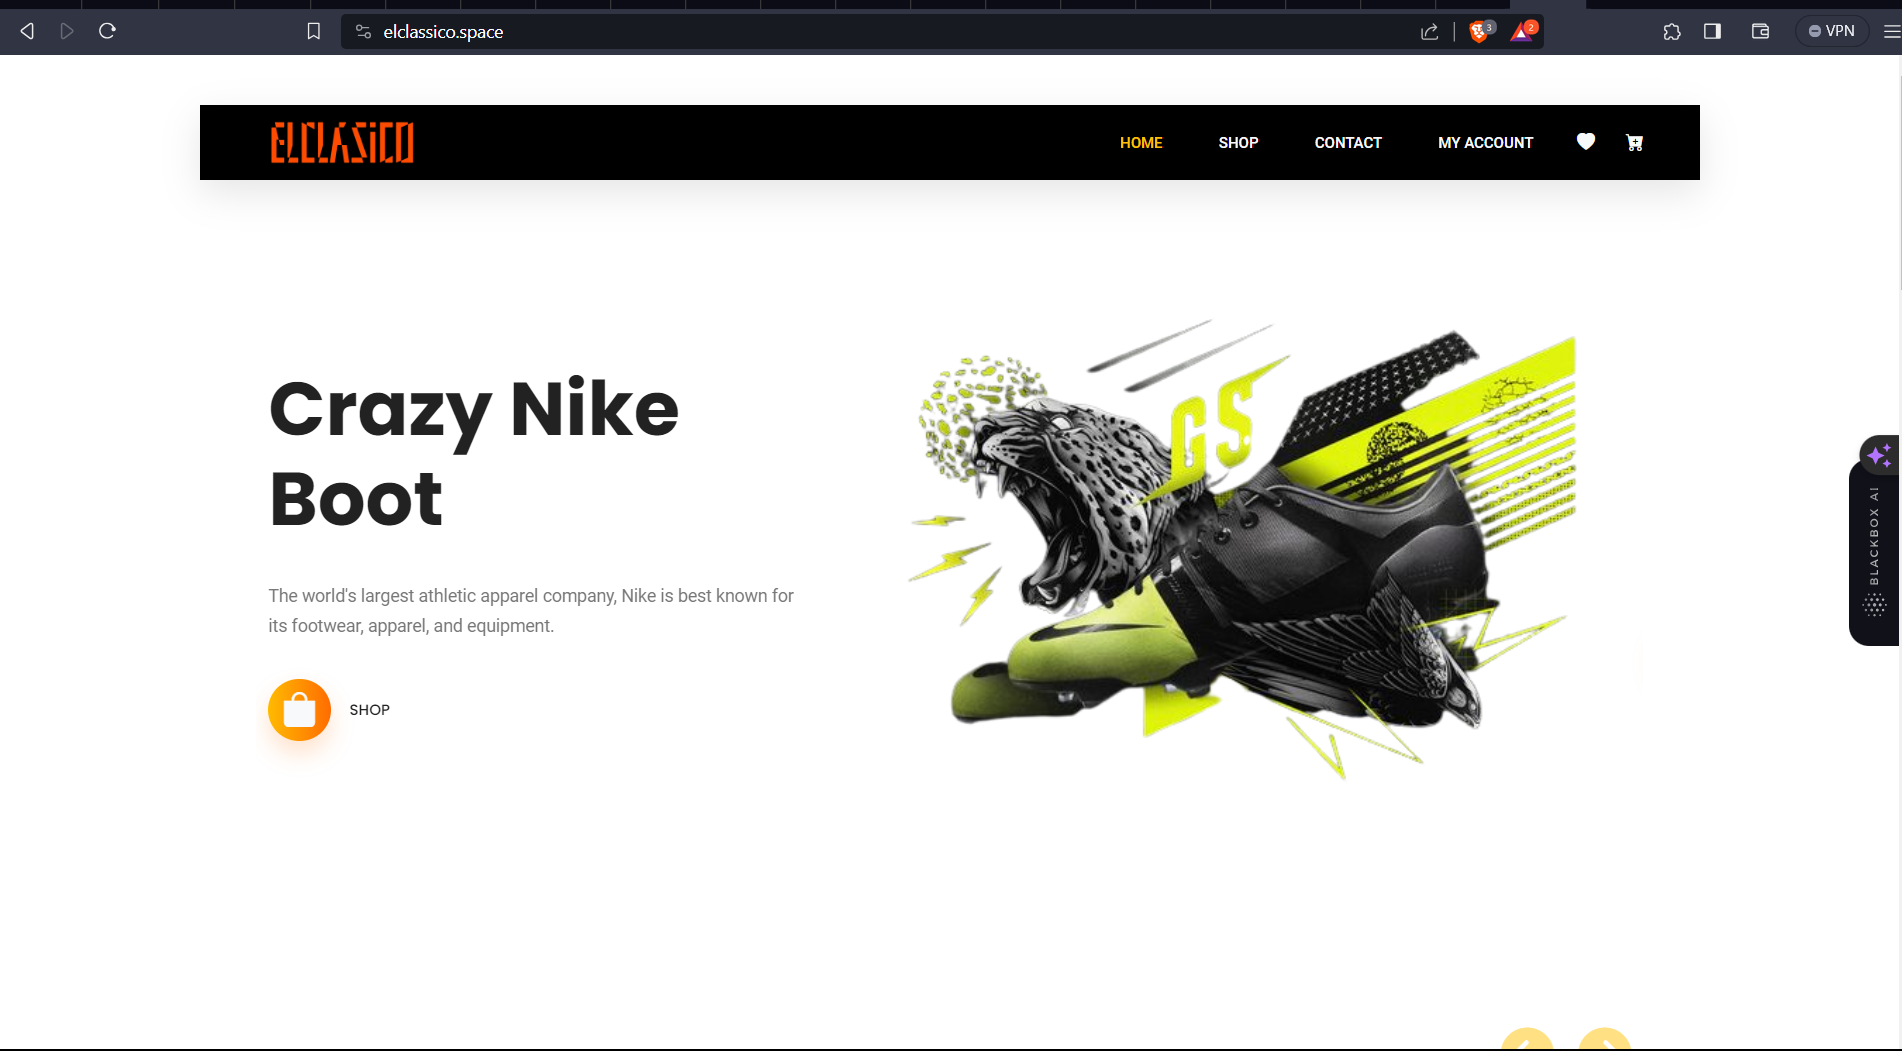 elclassico.space
3
2
VPN
ELCLÁSICO
HOME
SHOP
CONTACT
MY ACCOUNT
Crazy Nike
Boot
The world's largest athletic apparel company, Nike is best known for
its footwear, apparel, and equipment.
SHOP
GS
BLACKBOX AI